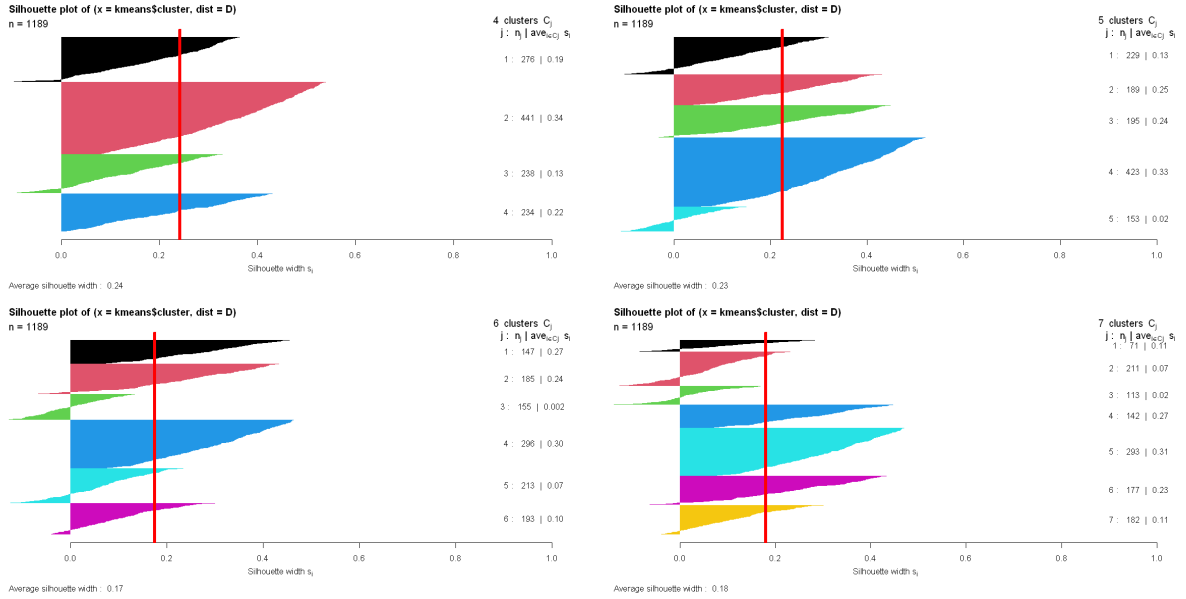 Silhouette plot of (x = kmeans$cluster, dist = D)
n = 1189
4 clusters Cj
j : nj | avei∈Cj si
1 : 276 | 0.19
2 : 441 | 0.34
3 : 238 | 0.13
4 : 234 | 0.22
0.0 0.2 0.4 0.6 0.8 1.0
Silhouette width si
Average silhouette width : 0.24
Silhouette plot of (x = kmeans$cluster, dist = D)
n = 1189
5 clusters Cj
j : nj | avei∈Cj si
1 : 229 | 0.13
2 : 189 | 0.25
3 : 195 | 0.24
4 : 423 | 0.33
5 : 153 | 0.02
0.0 0.2 0.4 0.6 0.8 1.0
Silhouette width si
Average silhouette width : 0.23
Silhouette plot of (x = kmeans$cluster, dist = D)
n = 1189
6 clusters Cj
j : nj | avei∈Cj si
1 : 147 | 0.27
2 : 185 | 0.24
3 : 155 | 0.002
4 : 296 | 0.30
5 : 213 | 0.07
6 : 193 | 0.10
0.0 0.2 0.4 0.6 0.8 1.0
Silhouette width si
Average silhouette width : 0.17
Silhouette plot of (x = kmeans$cluster, dist = D)
n = 1189
7 clusters Cj
j : nj | avei∈Cj si
1 : 71 | 0.11
2 : 211 | 0.07
3 : 113 | 0.02
4 : 142 | 0.27
5 : 293 | 0.31
6 : 177 | 0.23
7 : 182 | 0.11
0.0 0.2 0.4 0.6 0.8 1.0
Silhouette width si
Average silhouette width : 0.18